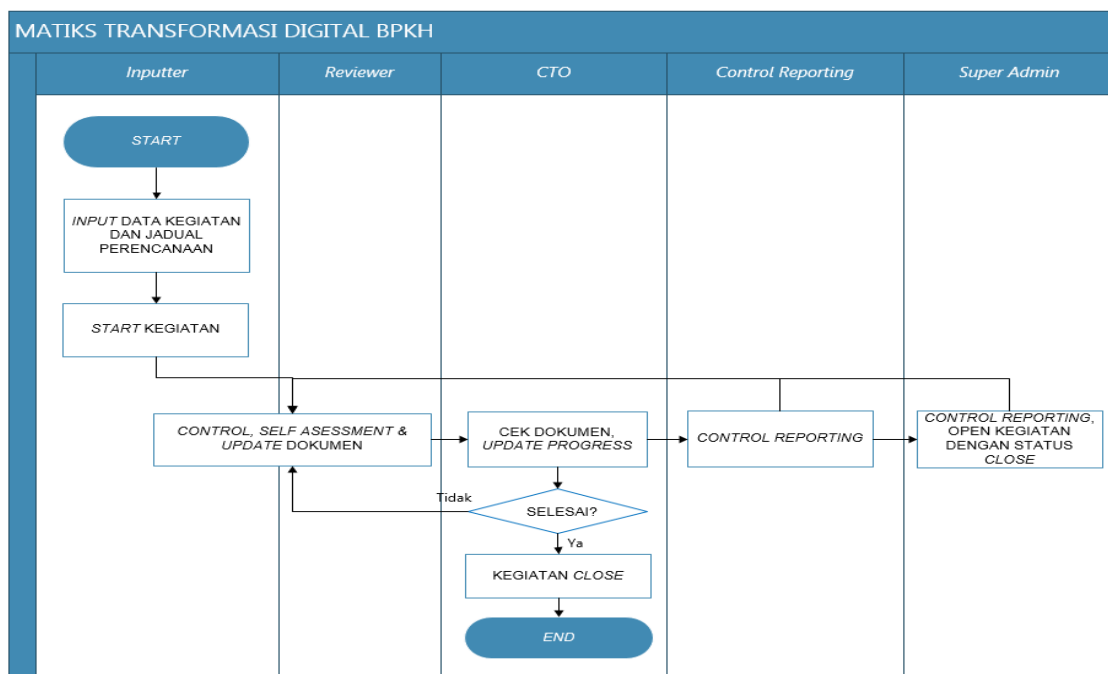 MATIKS TRANSFORMASI DIGITAL BPKH
Inputter
Reviewer
CTO
Control Reporting
Super Admin
START
INPUT DATA KEGIATAN
DAN JADUAL
PERENCANAAN
START KEGIATAN
CONTROL, SELF ASESSMENT &
UPDATE DOKUMEN
CEK DOKUMEN,
UPDATE PROGRESS
CONTROL REPORTING
CONTROL REPORTING,
OPEN KEGIATAN
DENGAN STATUS
CLOSE
Tidak
SELESAI?
Ya
KEGIATAN CLOSE
END